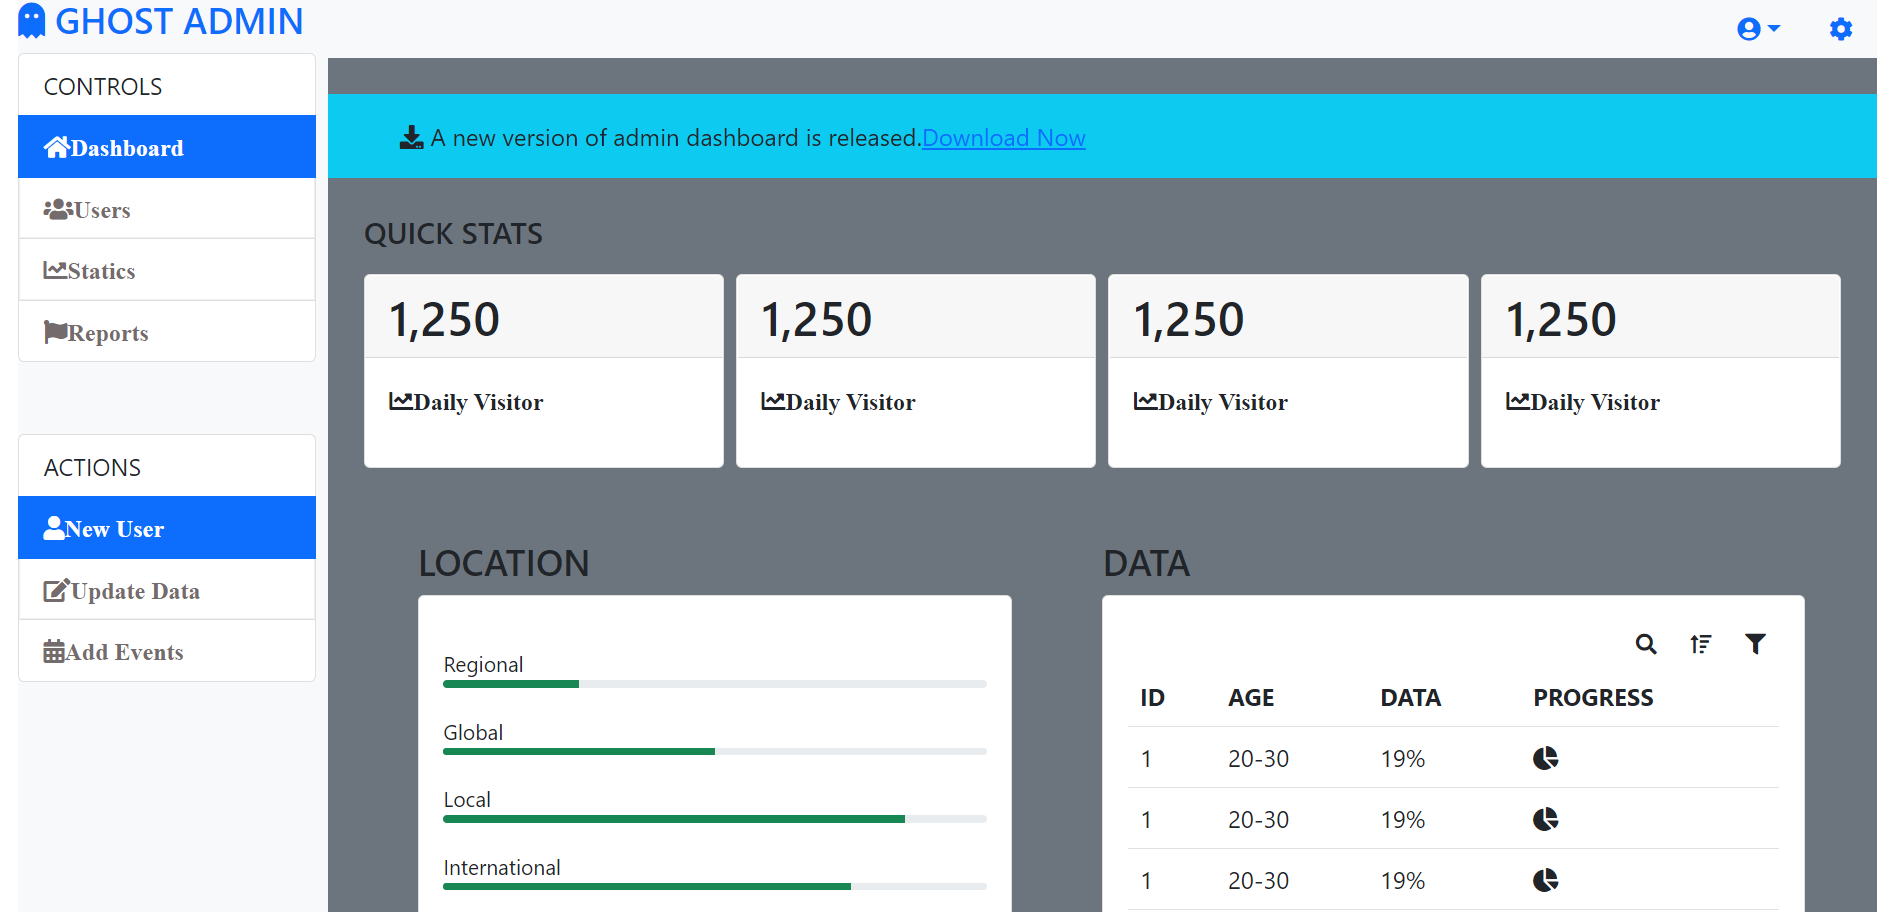 GHOST ADMIN
CONTROLS
Dashboard
Users
Statics
Reports
ACTIONS
New User
Update Data
Add Events
A new version of admin dashboard is released.Download Now
QUICK STATS
1,250 1,250 1,250 1,250
Daily Visitor Daily Visitor Daily Visitor Daily Visitor
LOCATION
Regional
Global
Local
International
DATA
ID AGE DATA PROGRESS
1 20-30 19%
1 20-30 19%
1 20-30 19%